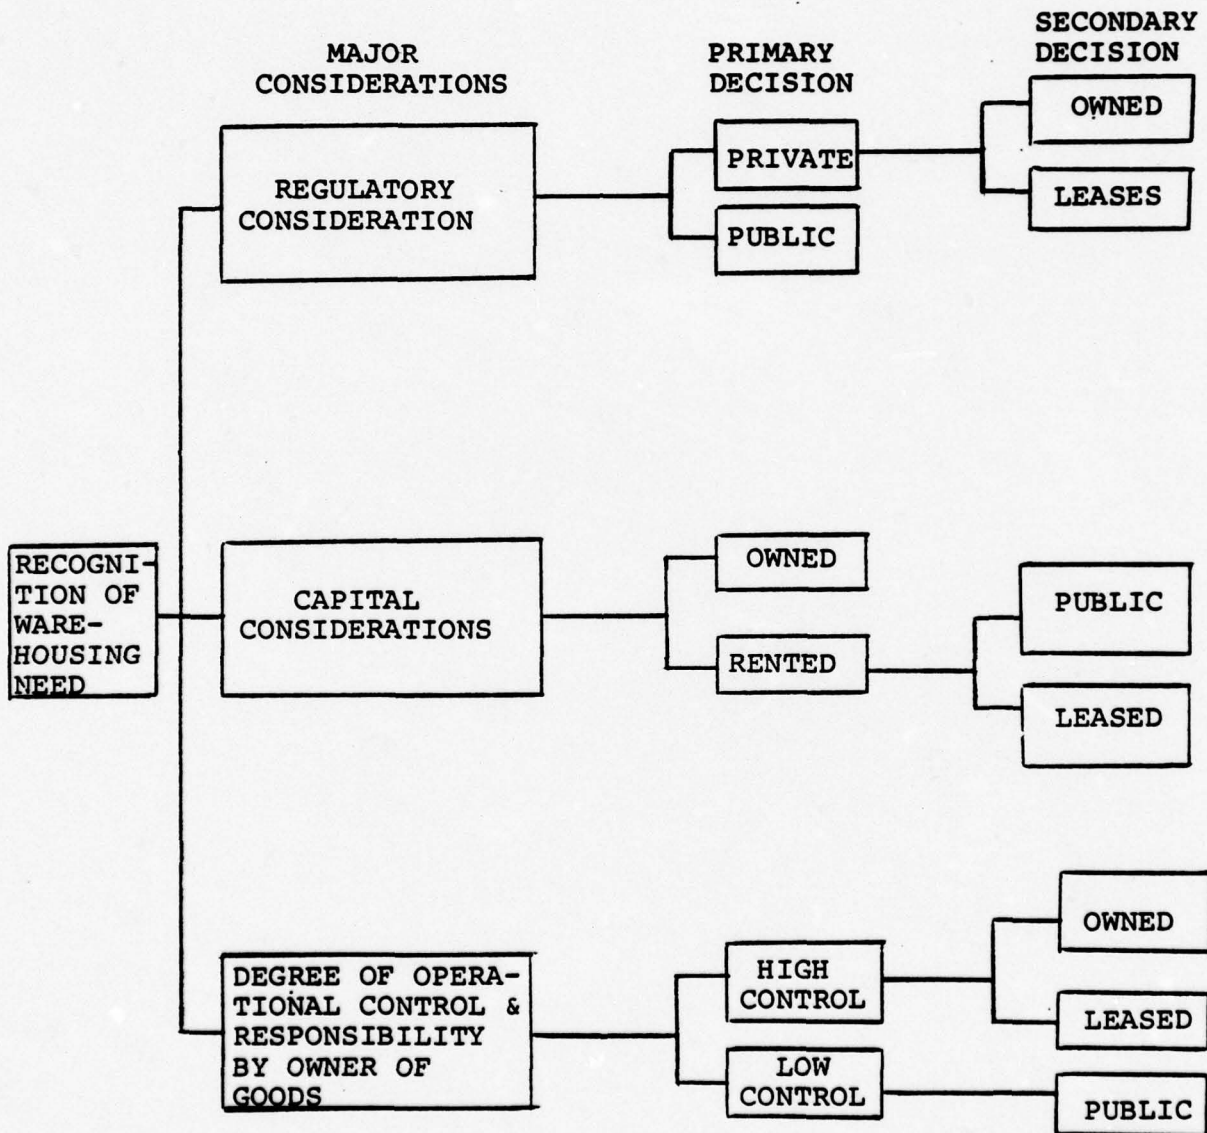 MAJOR
CONSIDERATIONS
PRIMARY
DECISION
SECONDARY
DECISION
REGULATORY
CONSIDERATION
PRIVATE
PUBLIC
OWNED
LEASES
RECOGNI-
TION OF
WARE-
HOUSING
NEED
CAPITAL
CONSIDERATIONS
OWNED
RENTED
PUBLIC
LEASED
DEGREE OF OPERA-
TIONAL CONTROL &
RESPONSIBILITY
BY OWNER OF
GOODS
HIGH
CONTROL
LOW
CONTROL
OWNED
LEASED
PUBLIC